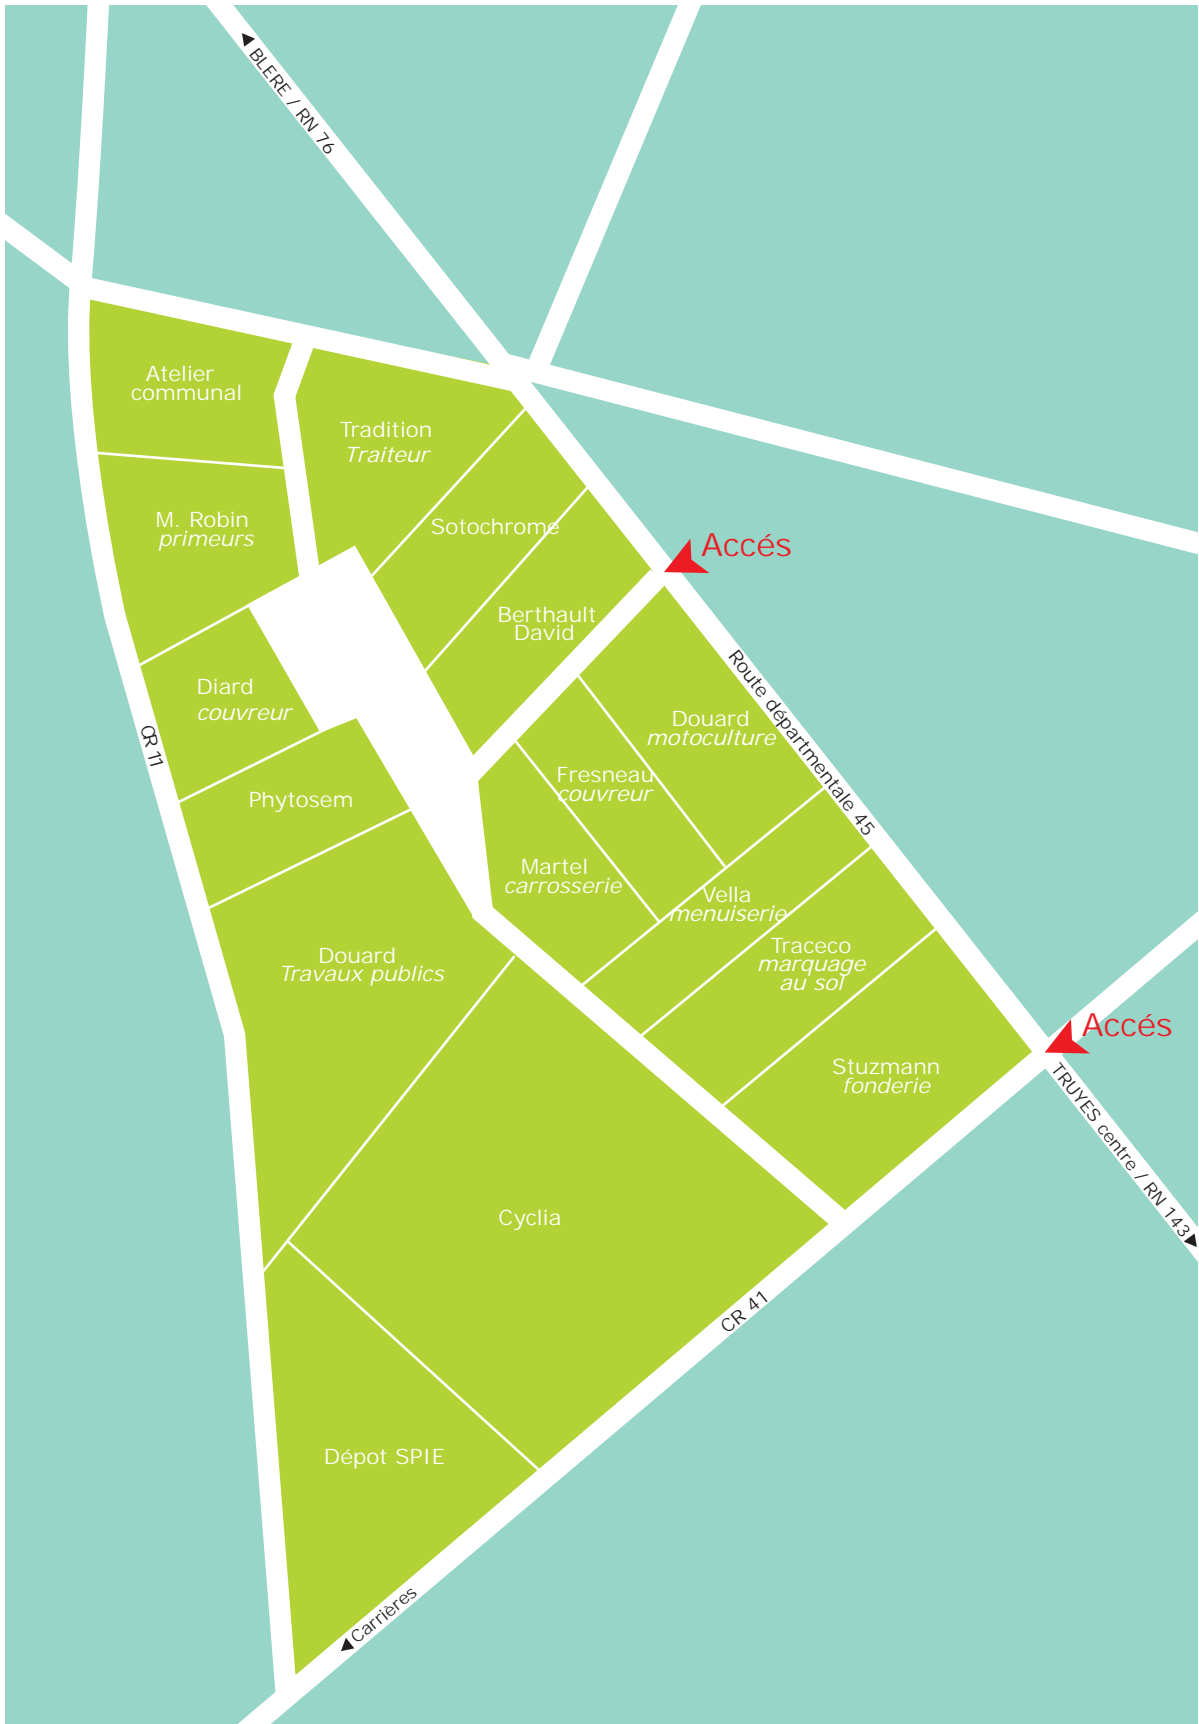 BLERE / RN 76
Atelier
communal
Tradition
Traiteur
M. Robin
primeurs
Sotochrome
Accés
Berthault
David
Diard
couvreur
CR 11
Route départmentale 45
Douard
motoculture
Fresneau
couvreur
Phytosem
Martel
carrosserie
Vella
menuiserie
Traceco
marquage
au sol
Douard
Travaux publics
Accés
Stuzmann
fonderie
TRUYES centre / RN 143
Cyclia
CR 41
Dépot SPIE
Carrières